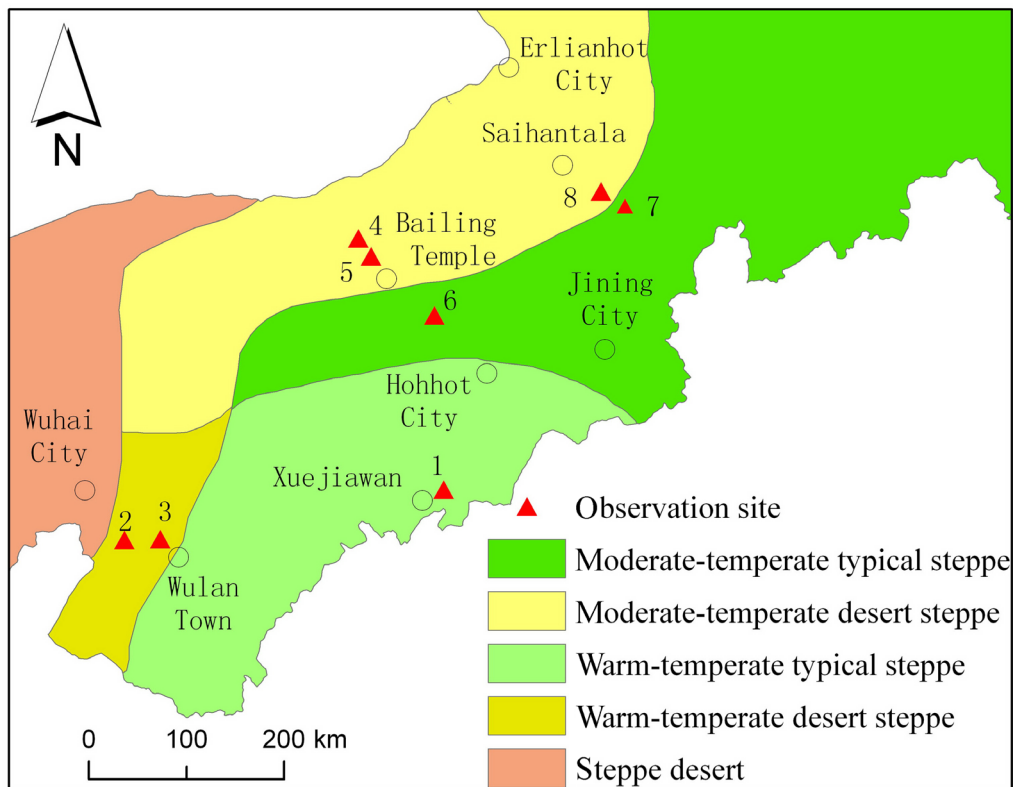 Erlianhot
City
Saihantala
N
8
7
4
Bailing
Temple
5
Jining
City
6
Hohhot
City
Wuhai
City
Xuejiawan
1
Observation site
2
3
Moderate-temperate typical steppe
Wulan
Town
Moderate-temperate desert steppe
Warm-temperate typical steppe
Warm-temperate desert steppe
0 100 200 km
Steppe desert